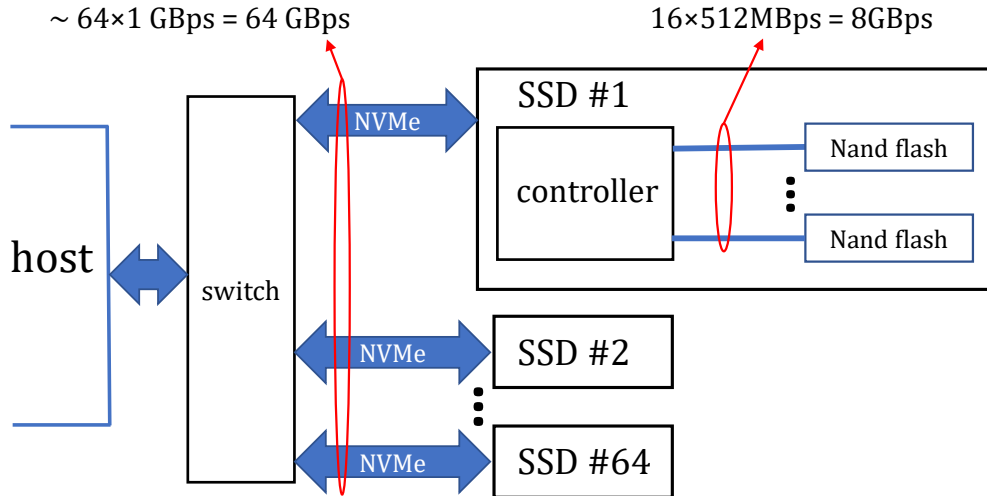 ~ 64×1 GBps = 64 GBps
16×512MBps = 8GBps
SSD #1
NVMe
Nand flash
controller
Nand flash
host
switch
NVMe
SSD #2
NVMe
SSD #64